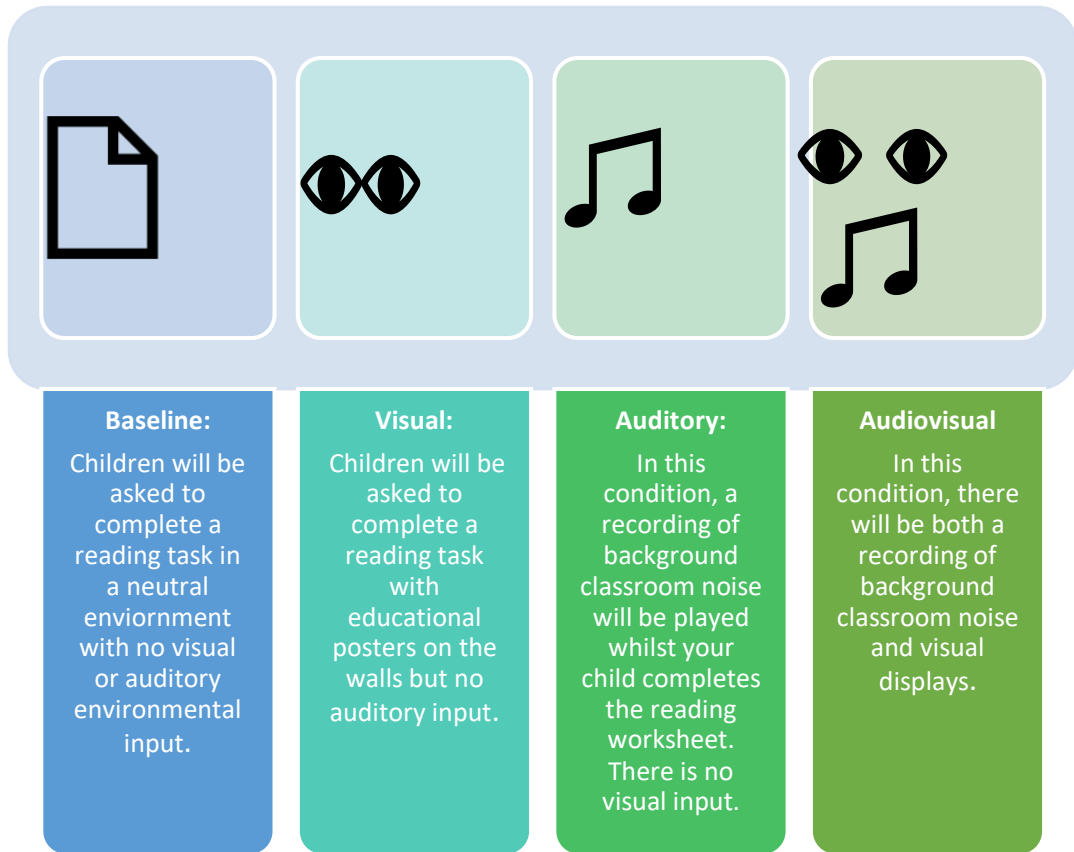 Baseline:
Children will be
asked to
complete a
reading task in
a neutral
enviornment
with no visual
or auditory
environmental
input.
Visual:
Children will be
asked to
complete a
reading task
with
educational
posters on the
walls but no
auditory input.
Auditory:
In this
condition, a
recording of
background
classroom noise
will be played
whilst your
child completes
the reading
worksheet.
There is no
visual input.
Audiovisual
In this
condition, there
will be both a
recording of
background
classroom noise
and visual
displays.